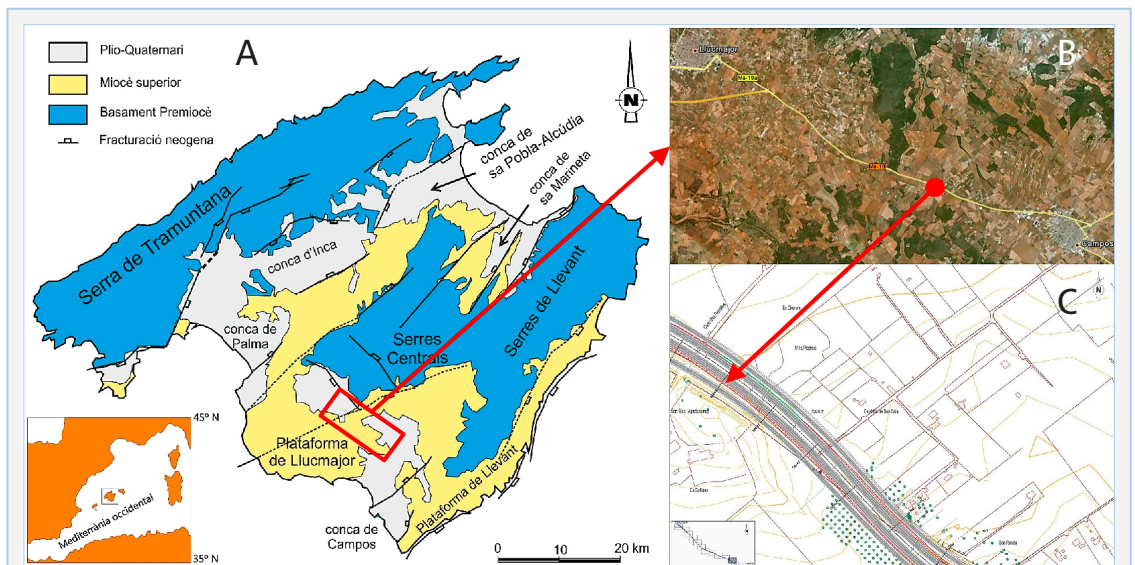 A
Plio-Quaternari
Miocè superior
Basament Premiocè
Fracturació neogena
N
conca de
sa Pobla-Alcúdia
conca de
sa Marineta
Serra de Tramuntana
conca d'Inca
Serres de Llevant
conca de
Palma
Serres
Centrals
Plataforma
de Llucmajor
Plataforma de Llevant
conca de
Campos
45º N
Mediterrània occidental
35º N
0 10 20 km
B
Llucmajor
Ma-19a
Ma-19
Campos
C
N